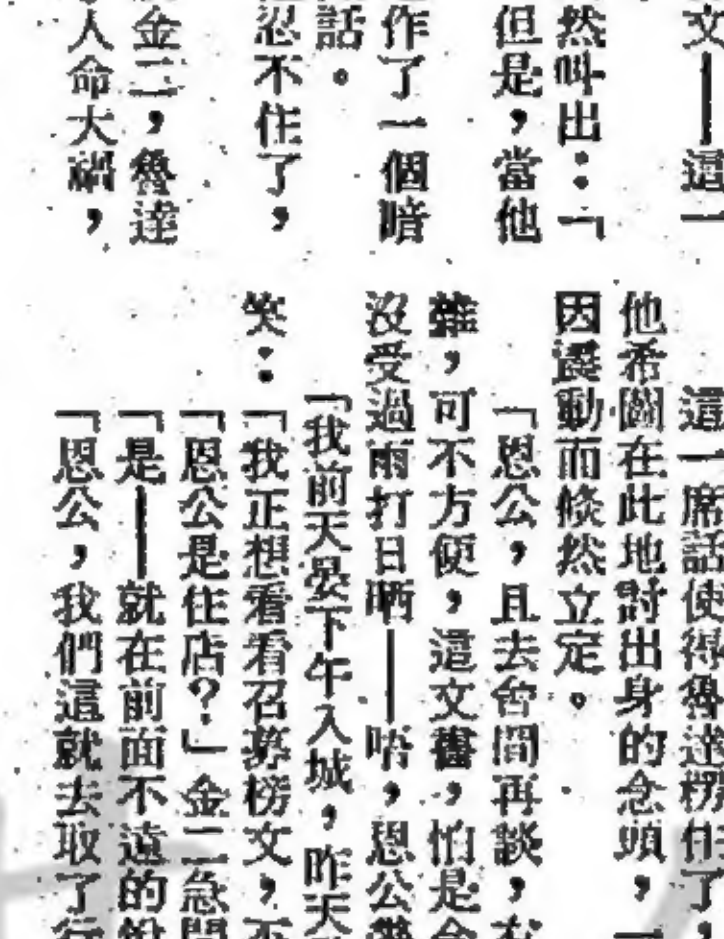 文——這一
然叫出：「
但是，當他
作了一個暗
話。
忍不住了，
金二，魯達
人命大禍，
這一席話使得魯達楞住了，
他希圖在此地討出身的念頭，
因震動而倏然立定。
「恩公，且去舍間再談，
雜，可不方便，這文書，怕是
沒受過雨打日晒——唔，恩公
「我前天晏下午入城，昨天
笑：「我正想看看召募榜文，
「恩公是住店？」金二急問
「是——就在前面不遠的
「恩公，我們這就去取了行